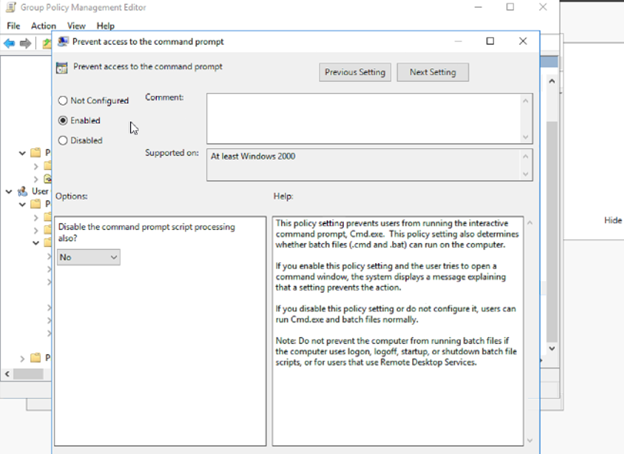 Group Policy Management Editor
File Action View Help
Prevent access to the command prompt
Prevent access to the command prompt
Previous Setting Next Setting
Not Configured
Enabled
Disabled
Comment:
Supported on: At least Windows 2000
P
User
P
P
Hide
Options: Help:
Disable the command prompt script processing
also?
No
This policy setting prevents users from running the interactive
command prompt, Cmd.exe. This policy setting also determines
whether batch files (.cmd and .bat) can run on the computer.
If you enable this policy setting and the user tries to open a
command window, the system displays a message explaining
that a setting prevents the action.
If you disable this policy setting or do not configure it, users can
run Cmd.exe and batch files normally.
Note: Do not prevent the computer from running batch files if
the computer uses logon, logoff, startup, or shutdown batch file
scripts, or for users that use Remote Desktop Services.